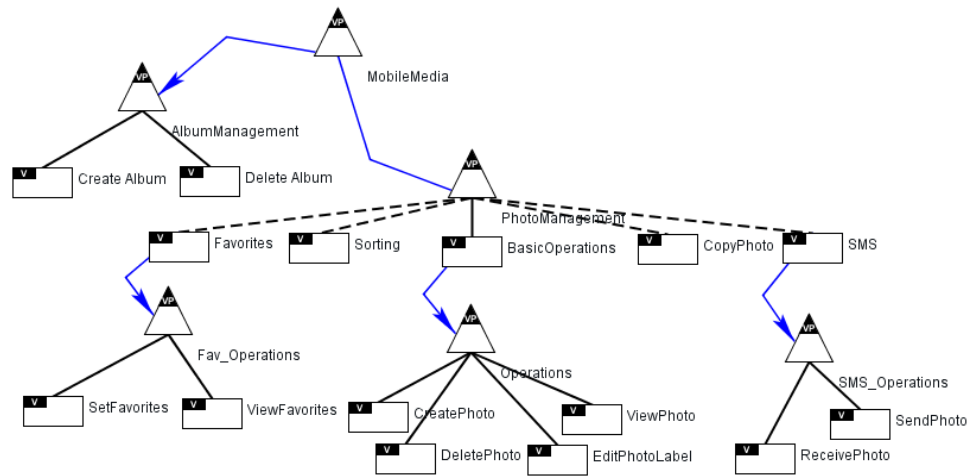 VP
MobileMedia
VP
AlbumManagement
V
Create Album
V
Delete Album
VP
PhotoManagement
V
Favorites
V
Sorting
V
BasicOperations
V
CopyPhoto
V
SMS
VP
Fav_Operations
VP
Operations
VP
SMS_Operations
V
SetFavorites
V
ViewFavorites
V
CreatePhoto
V
ViewPhoto
V
SendPhoto
V
DeletePhoto
V
EditPhotoLabel
V
ReceivePhoto